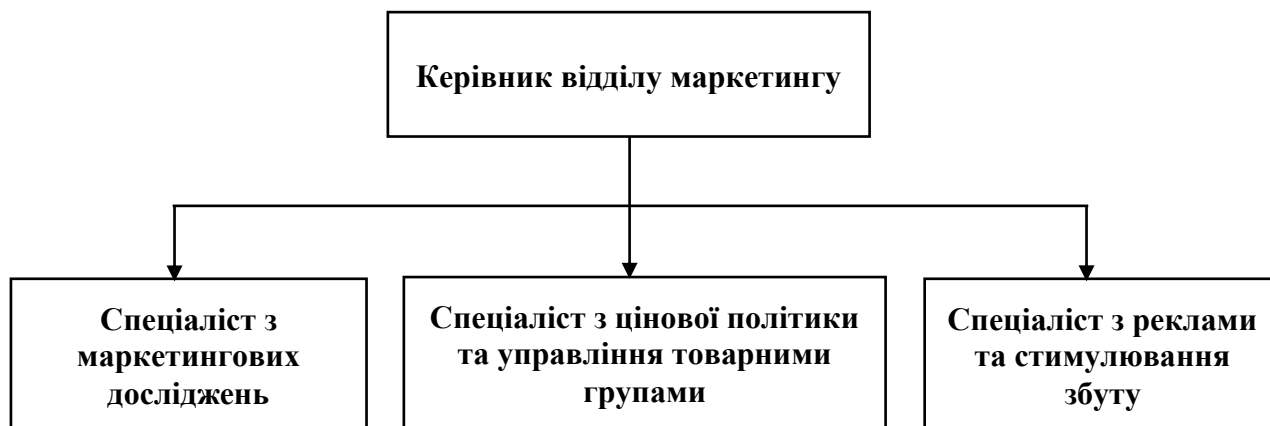 Керівник відділу маркетингу
Спеціаліст з
маркетингових
досліджень
Спеціаліст з цінової політики
та управління товарними
групами
Спеціаліст з реклами
та стимулювання
збуту